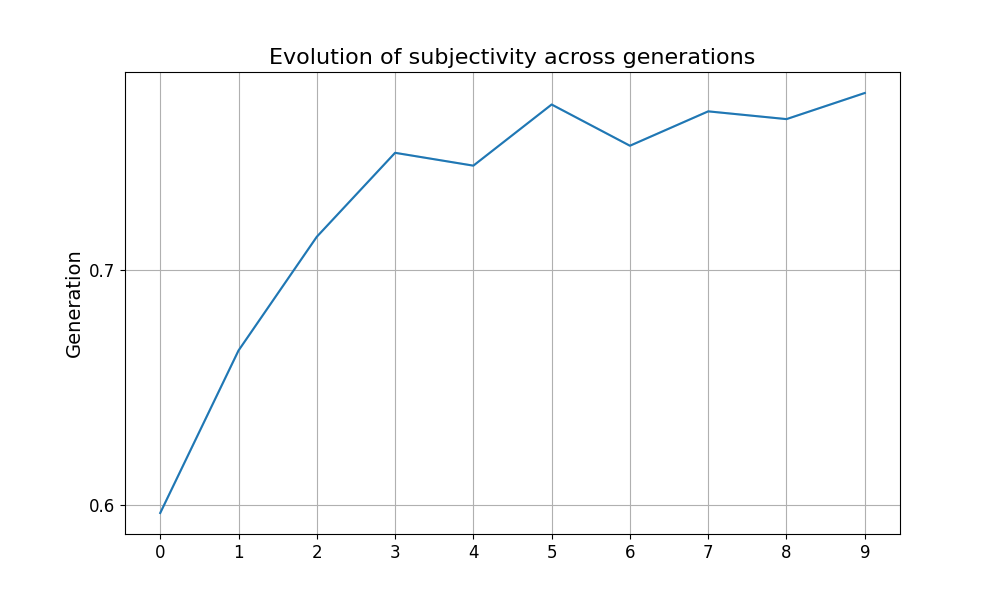 Evolution of subjectivity across generations
Generation
0.7
0.6
0 1 2 3 4 5 6 7 8 9